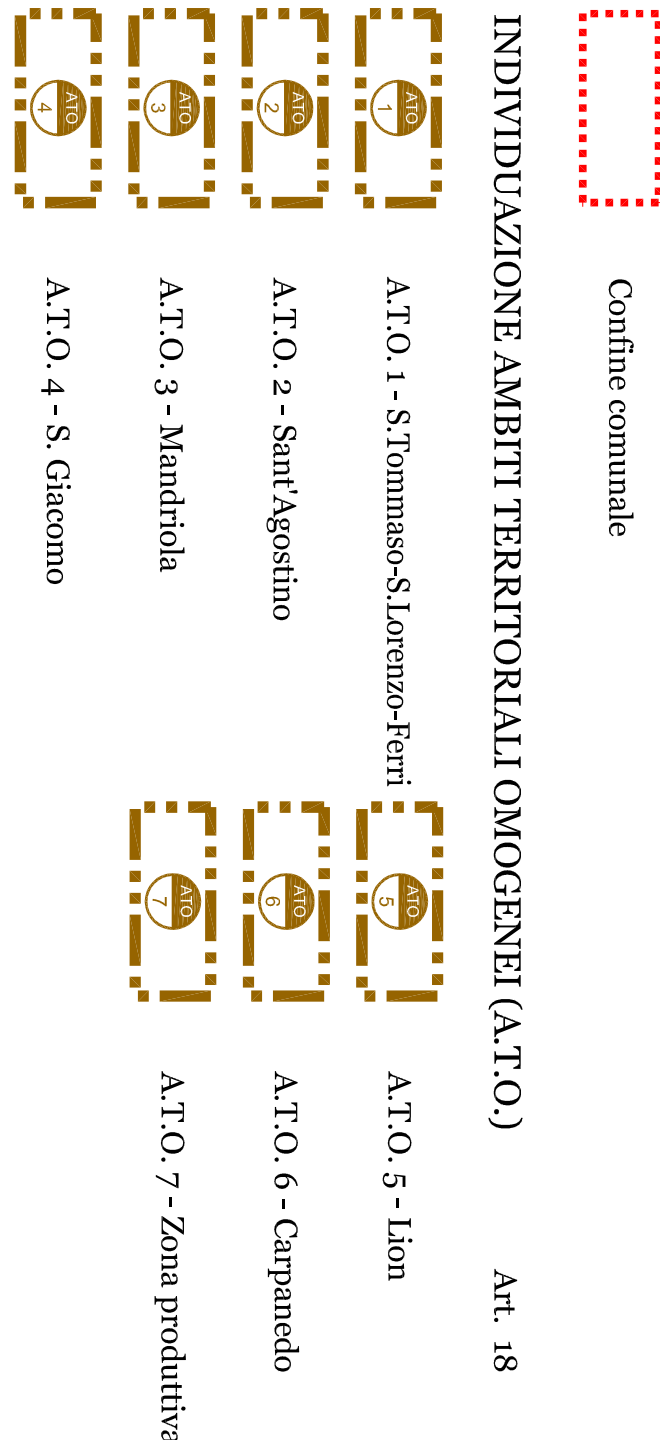 Confine comunale
INDIVIDUAZIONE AMBITI TERRITORIALI OMOGENEI (A.T.O.) Art. 18
ATO 1 A.T.O. 1 - S.Tommaso-S.Lorenzo-Ferri ATO 5 A.T.O. 5 - Lion
ATO 2 A.T.O. 2 - Sant'Agostino ATO 6 A.T.O. 6 - Carpanedo
ATO 3 A.T.O. 3 - Mandriola ATO 7 A.T.O. 7 - Zona produttiva
ATO 4 A.T.O. 4 - S. Giacomo